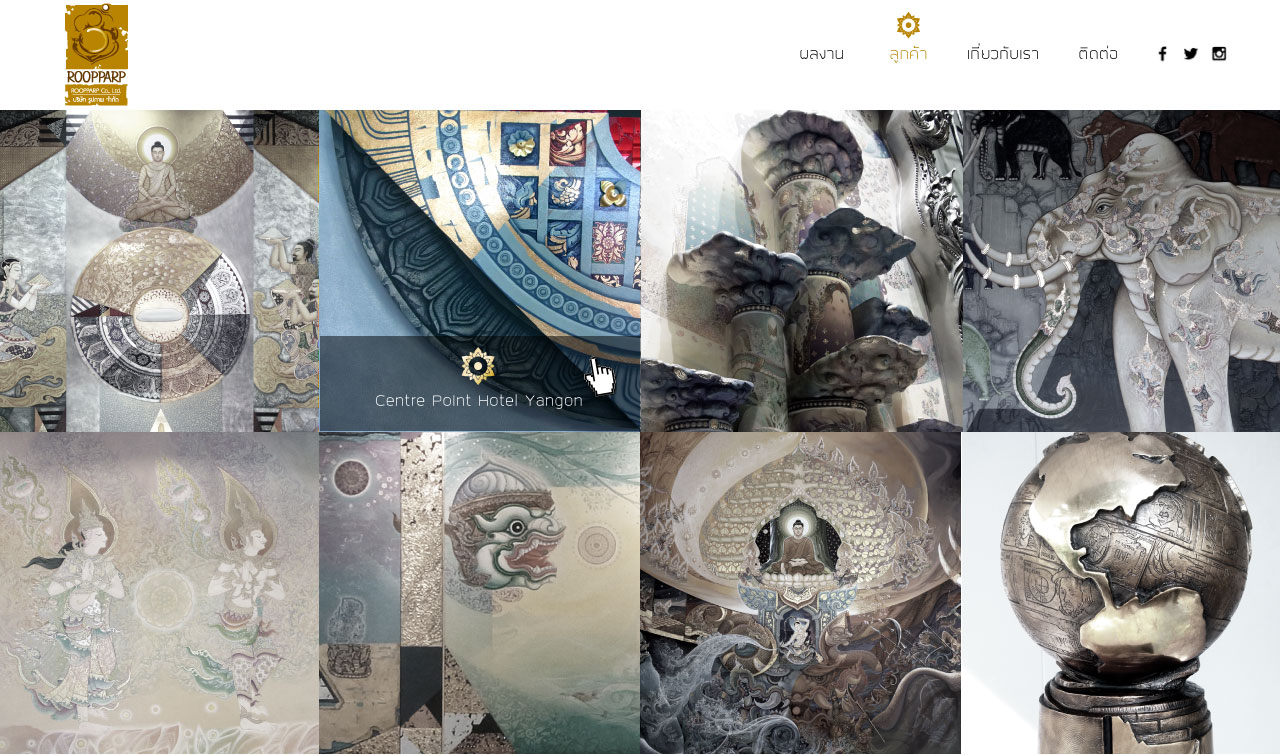 ROOPPARP
ROOPPARP Co., Ltd.
บริษัท รูปภาพ จำกัด
ผลงาน ลูกค้า เกี่ยวกับเรา ติดต่อ
Centre Point Hotel Yangon